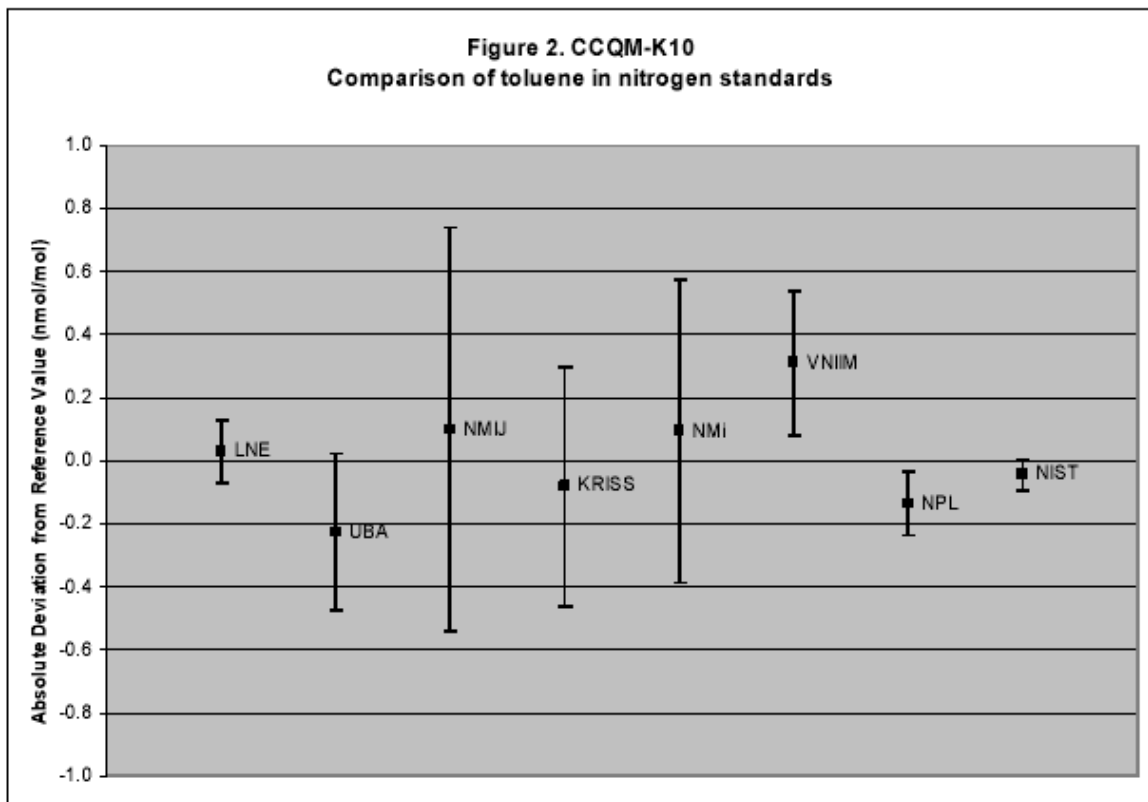 Figure 2. CCQM-K10
Comparison of toluene in nitrogen standards
Absolute Deviation from Reference Value (nmol/mol)
1.0
0.8
0.6
0.4
0.2
0.0
-0.2
-0.4
-0.6
-0.8
-1.0
LNE
UBA
NMIJ
KRISS
NMi
VNIIM
NPL
NIST